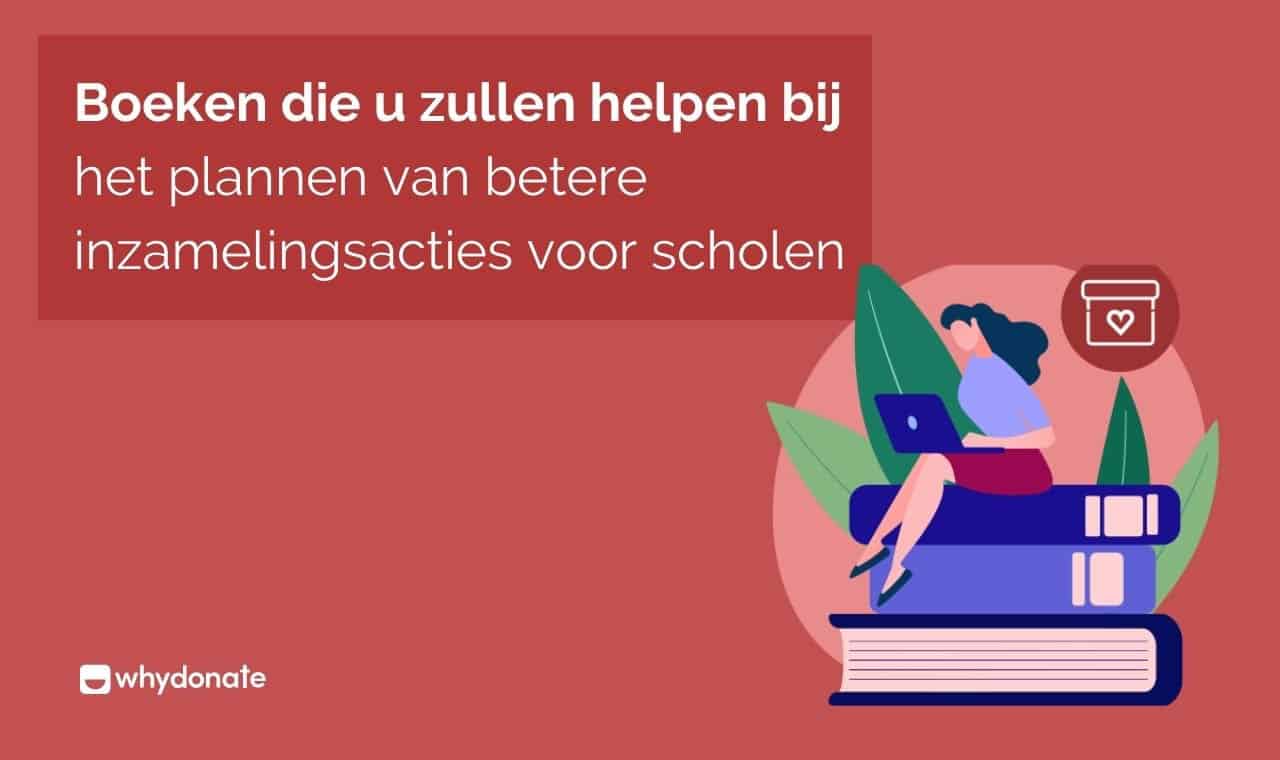 Boeken die u zullen helpen bij
het plannen van betere
inzamelingsacties voor scholen
whydonate